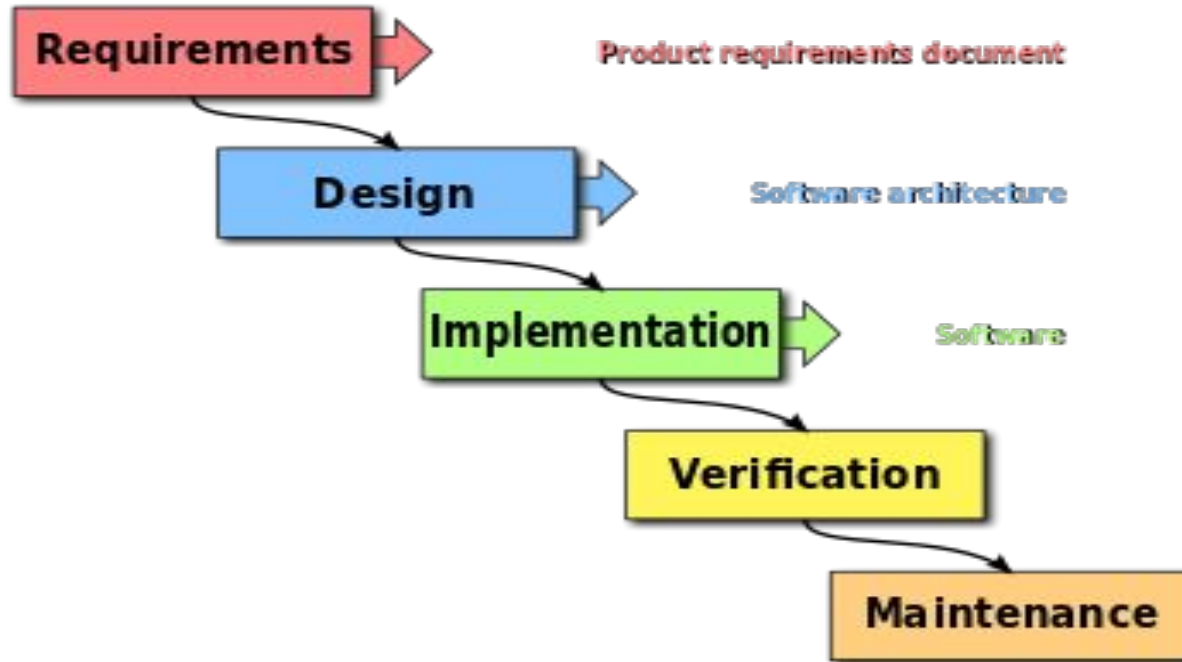 Requirements
Product requirements document
Design
Software architecture
Implementation
Software
Verification
Maintenance